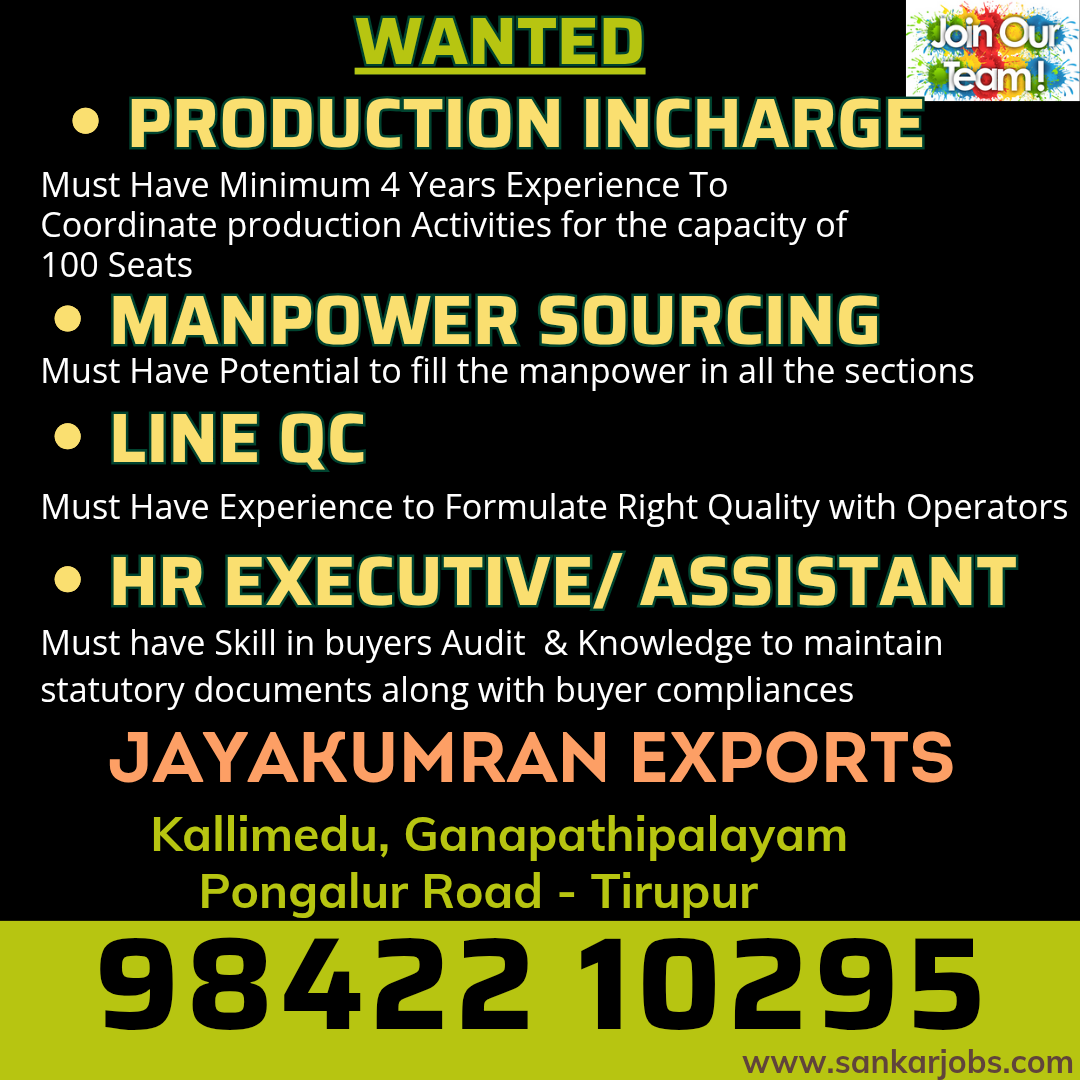 WANTED
Join Our
Team !
• PRODUCTION INCHARGE
Must Have Minimum 4 Years Experience To
Coordinate production Activities for the capacity of
100 Seats
• MANPOWER SOURCING
Must Have Potential to fill the manpower in all the sections
• LINE QC
Must Have Experience to Formulate Right Quality with Operators
• HR EXECUTIVE/ ASSISTANT
Must have Skill in buyers Audit & Knowledge to maintain
statutory documents along with buyer compliances
JAYAKUMRAN EXPORTS
Kallimedu, Ganapathipalayam
Pongalur Road - Tirupur
98422 10295
www.sankarjobs.com